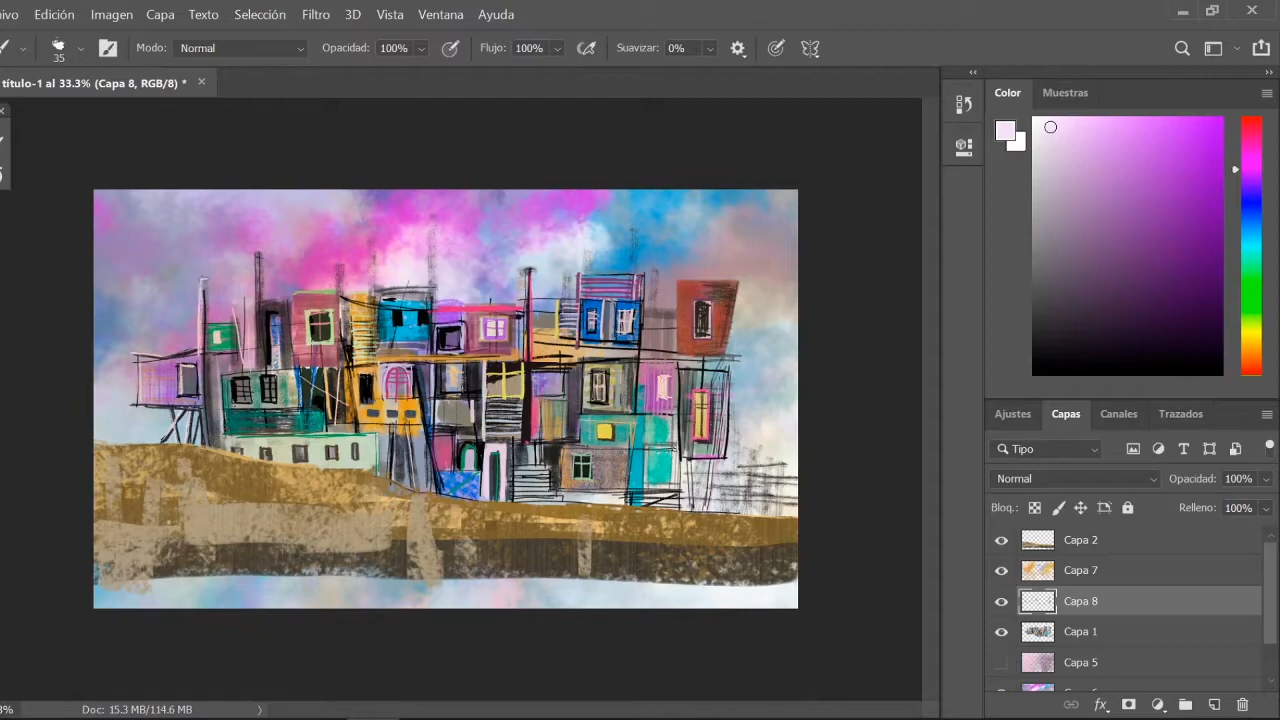 ivo Edición Imagen Capa Texto Selección Filtro 3D Vista Ventana Ayuda
35 Modo: Normal Opacidad: 100% Flujo: 100% Suavizar: 0%
título-1 al 33.3% (Capa 8, RGB/8) * ×
Color Muestras
Ajustes Capas Canales Trazados
Tipo
Normal Opacidad: 100%
Bloq.: Relleno: 100%
Capa 2
Capa 7
Capa 8
Capa 1
Capa 5
3% Doc: 15.3 MB/114.6 MB